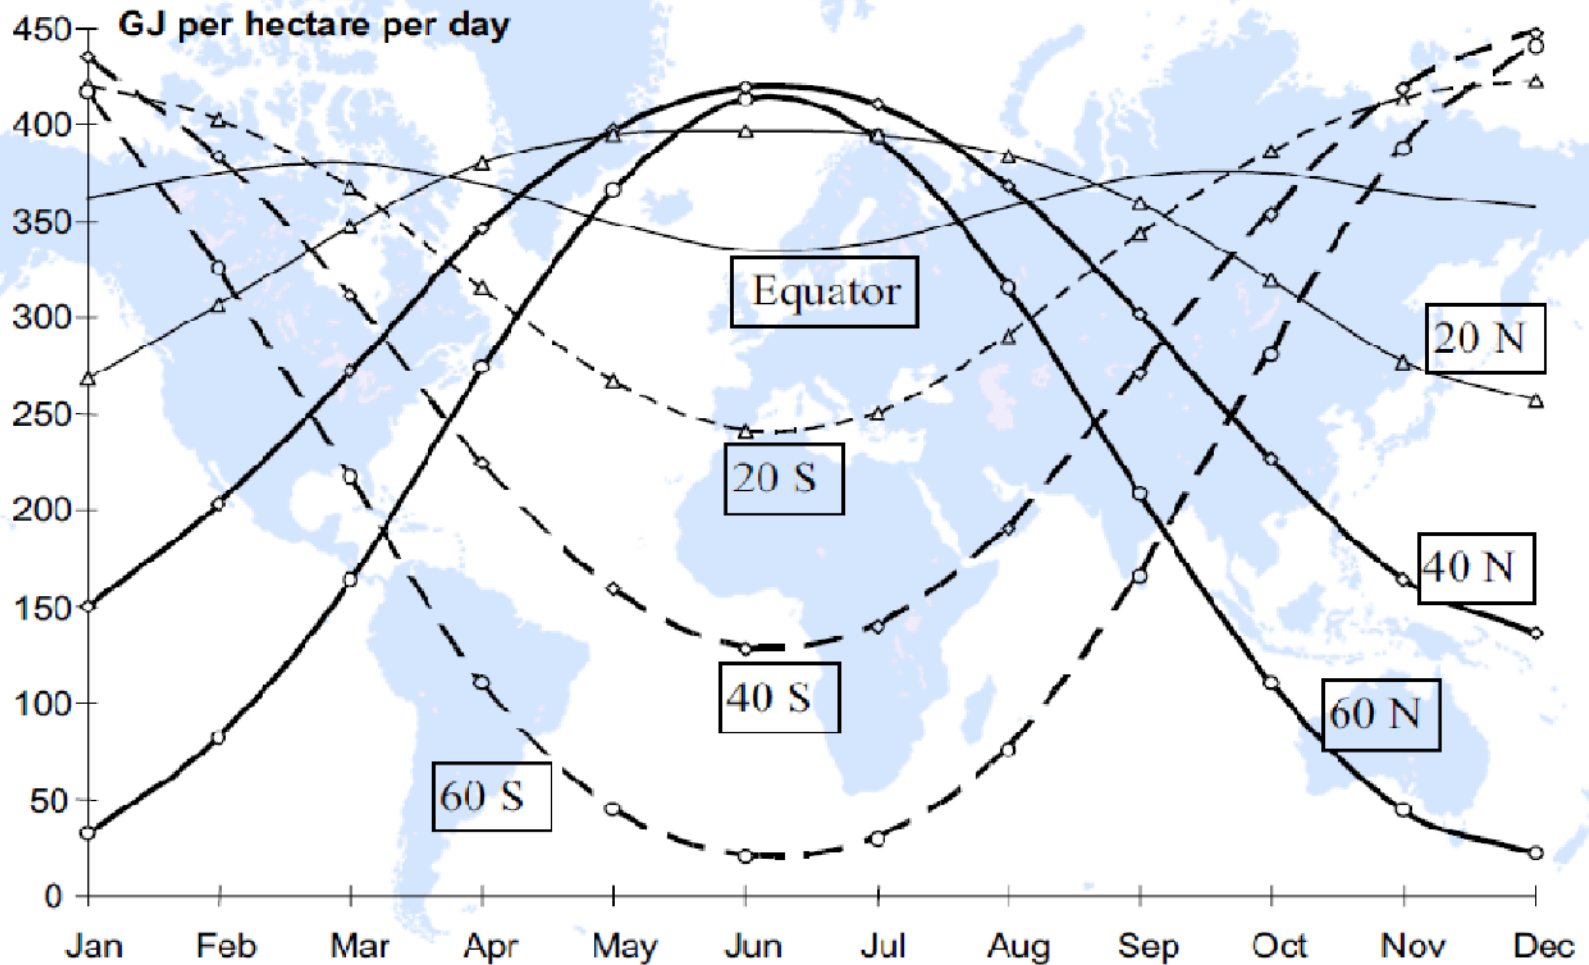 GJ per hectare per day
450
400
350
300
250
200
150
100
50
0
Equator
20 N
20 S
40 N
40 S
60 N
60 S
Jan Feb Mar Apr May Jun Jul Aug Sep Oct Nov Dec